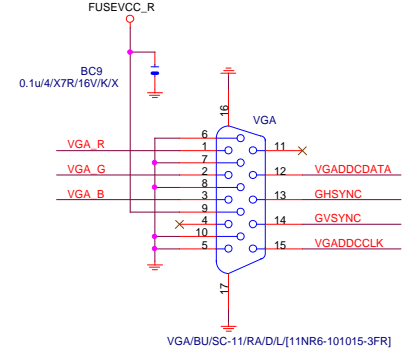 FUSEVCC_R
BC9
0.1u/4/X7R/16V/K/X
16
VGA
6
VGA_R 1 11
7
VGA_G 2 12 VGADDCDATA
8
VGA_B 3 13 GHSYNC
9
4 14 GVSYNC
10
5 15 VGADDCCLK
17
VGA/BU/SC-11/RA/D/L/[11NR6-101015-3FR]